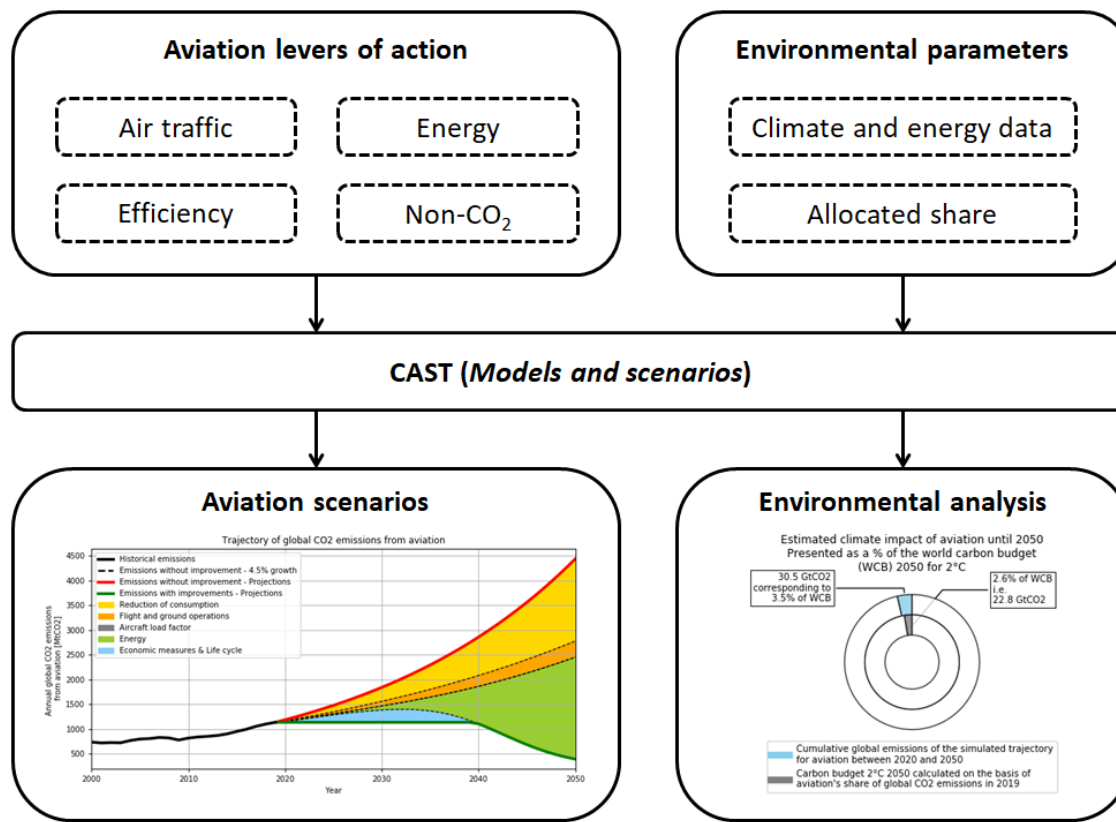 Aviation levers of action
Air traffic
Energy
Efficiency
Non-CO₂
Environmental parameters
Climate and energy data
Allocated share
CAST (Models and scenarios)
Aviation scenarios
Trajectory of global CO2 emissions from aviation
Annual global CO2 emissions
from aviation [MtCO2]
4500
4000
3500
3000
2500
2000
1500
1000
500
Historical emissions
Emissions without improvement - 4.5% growth
Emissions without improvement - Projections
Emissions with improvements - Projections
Reduction of consumption
Flight and ground operations
Aircraft load factor
Energy
Economic measures & Life cycle
2000
2010
2020
2030
2040
2050
Year
Environmental analysis
Estimated climate impact of aviation until 2050
Presented as a % of the world carbon budget
(WCB) 2050 for 2°C
30.5 GtCO2
corresponding to
3.5% of WCB
2.6% of WCB
i.e.
22.8 GtCO2
Cumulative global emissions of the simulated trajectory
for aviation between 2020 and 2050
Carbon budget 2°C 2050 calculated on the basis of
aviation's share of global CO2 emissions in 2019